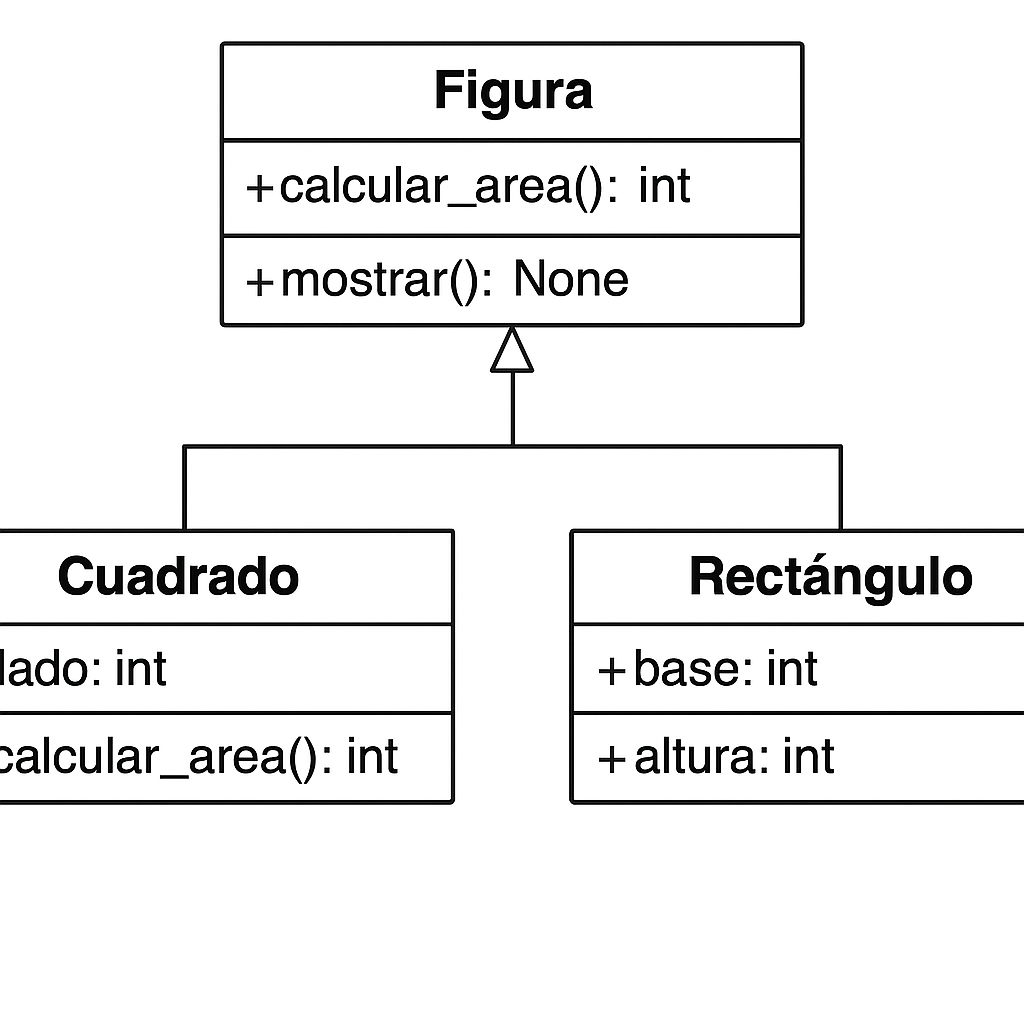 Figura
+calcular_area(): int
+mostrar(): None
Cuadrado
lado: int
calcular_area(): int
Rectángulo
+base: int
+altura: int